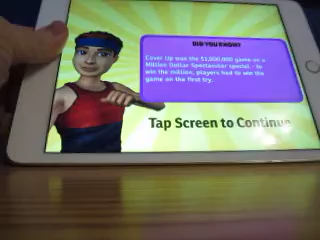 DID YOU KNOW?
Cover Up was the $1,000,000 game on a
Million Dollar Spectacular special - to
win the million, players had to win the
game on the first try.
Tap Screen to Continue